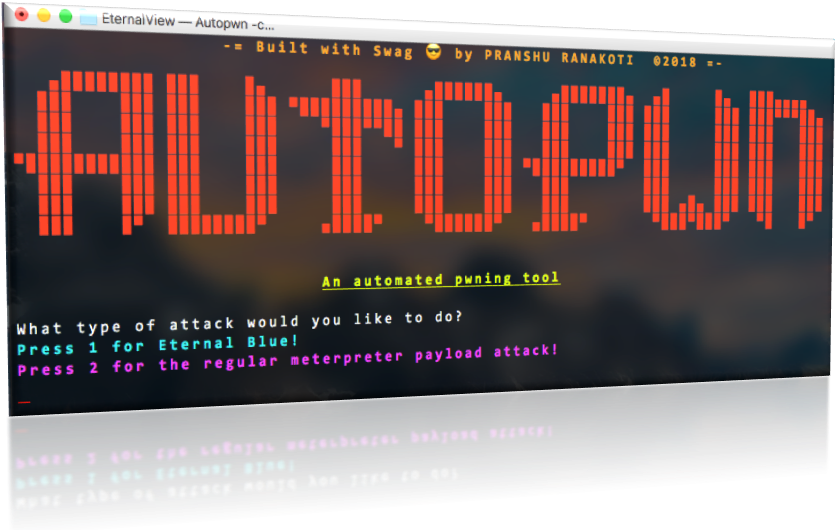 EternalView — Autopwn -c...
-= Built with Swag 😎 by PRANSHU RANAKOTI ©2018 =-
AUTOPWN
An automated pwning tool
What type of attack would you like to do?
Press 1 for Eternal Blue!
Press 2 for the regular meterpreter payload attack!